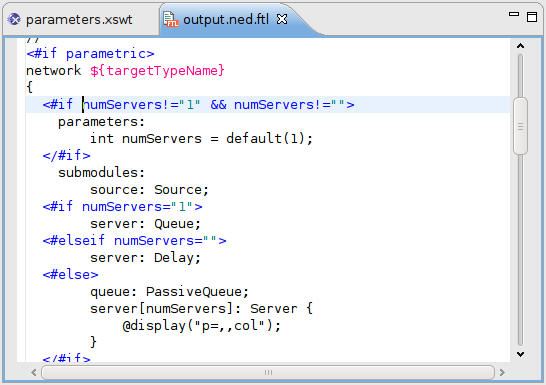 parameters.xswt
output.ned.ftl
//
<#if parametric>
network ${targetTypeName}
{
  <#if numServers!="1" && numServers!="">
    parameters:
        int numServers = default(1);
  </#if>
    submodules:
        source: Source;
  <#if numServers="1">
        server: Queue;
  <#elseif numServers="">
        server: Delay;
  <#else>
        queue: PassiveQueue;
        server[numServers]: Server {
            @display("p=,,col");
        }
  </#if>